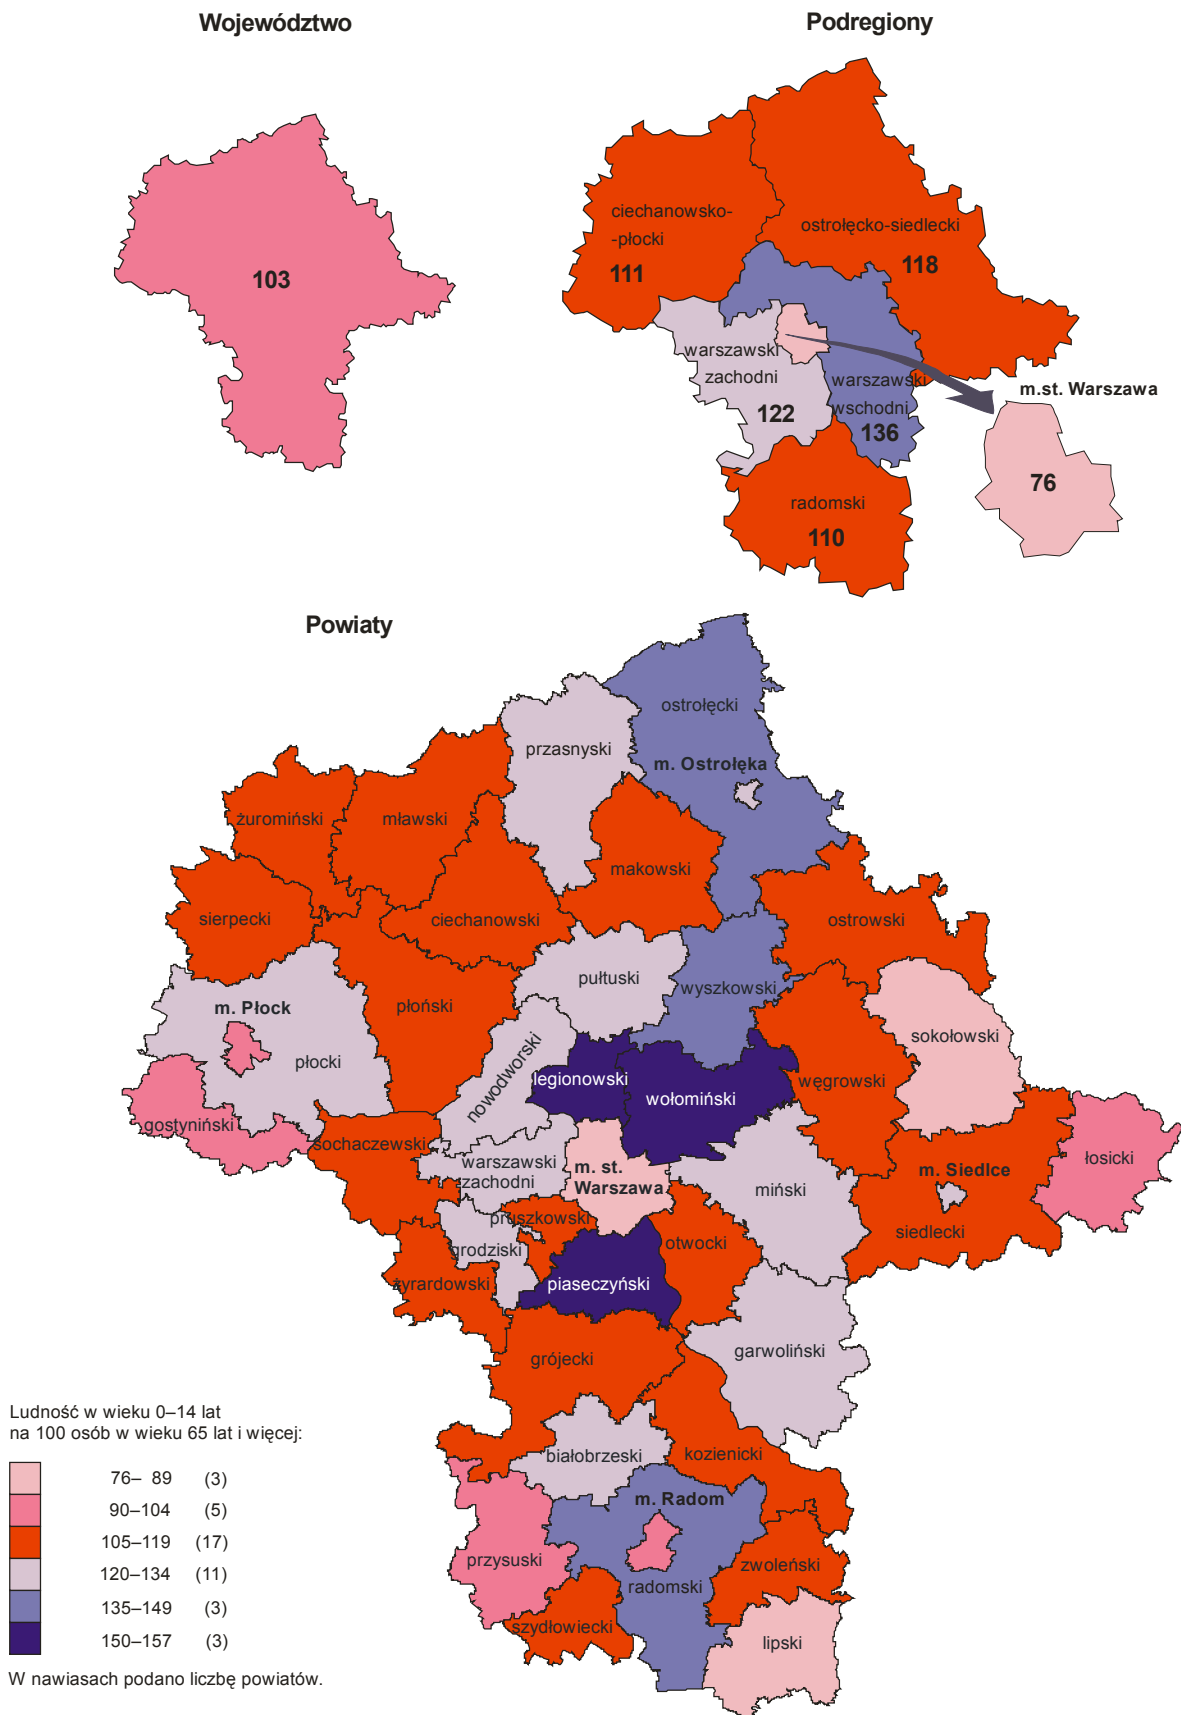 Województwo
Podregiony
103
ciechanowsko-
-płocki
111
ostrołęcko-siedlecki
118
warszawski
zachodni
122
warszawski
wschodni
136
m.st. Warszawa
76
radomski
110
Powiaty
ostrołęcki
przasnyski
m. Ostrołęka
żuromiński
mławski
makowski
sierpecki
ciechanowski
ostrowski
pułtuski
wyszkowski
m. Płock
płoński
sokołowski
płocki
nowodworski
legionowski
wołomiński
węgrowski
gostyniński
sochaczewski
warszawski
zachodni
m. st.
Warszawa
miński
m. Siedlce
łosicki
pruszkowski
grodziski
otwocki
siedlecki
żyrardowski
piaseczyński
grójecki
garwoliński
białobrzeski
kozienicki
m. Radom
przysuski
radomski
zwoleński
szydłowiecki
lipski
Ludność w wieku 0–14 lat
na 100 osób w wieku 65 lat i więcej:
76– 89 (3)
90–104 (5)
105–119 (17)
120–134 (11)
135–149 (3)
150–157 (3)
W nawiasach podano liczbę powiatów.